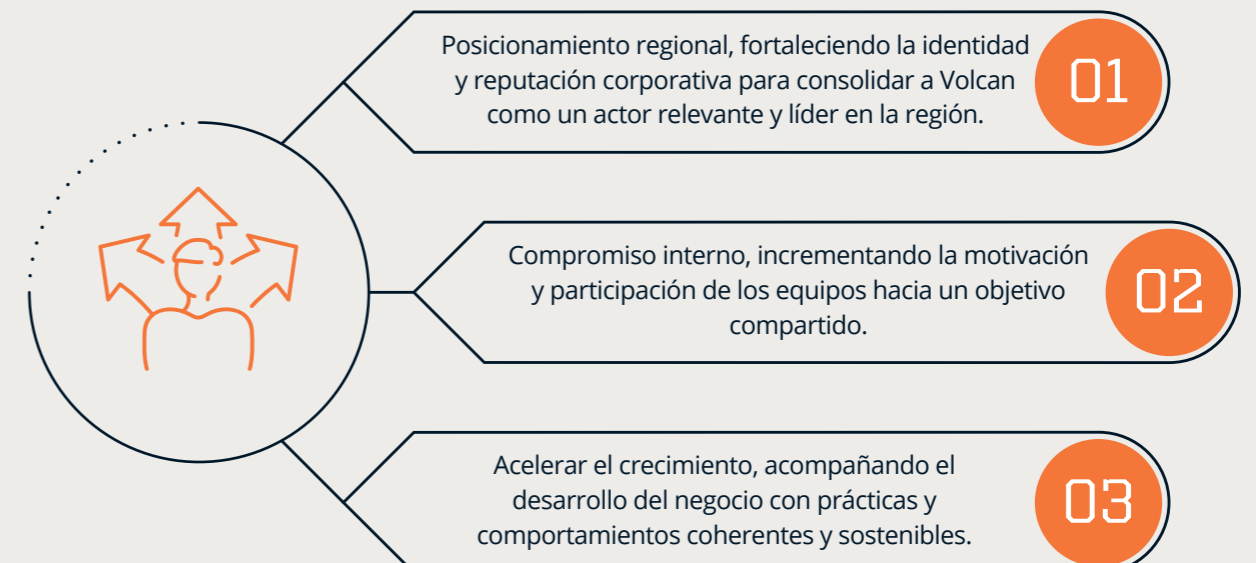 Posicionamiento regional, fortaleciendo la identidad
y reputación corporativa para consolidar a Volcan
como un actor relevante y líder en la región.
01
Compromiso interno, incrementando la motivación
y participación de los equipos hacia un objetivo
compartido.
02
Acelerar el crecimiento, acompañando el
desarrollo del negocio con prácticas y
comportamientos coherentes y sostenibles.
03